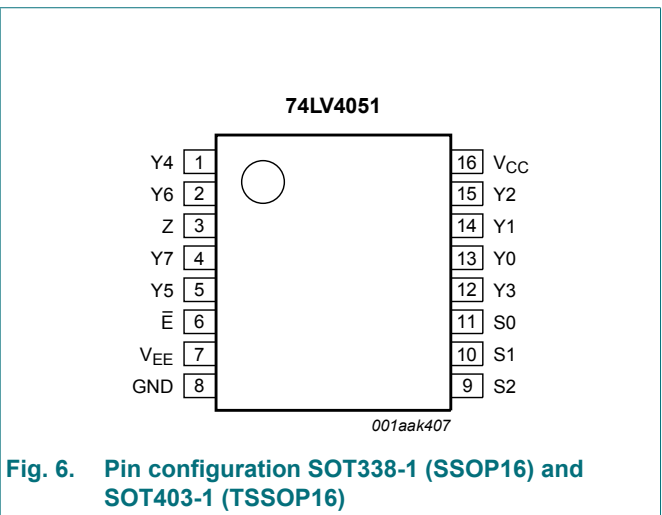 74LV4051
Y4 1 16 VCC
Y6 2 15 Y2
Z 3 14 Y1
Y7 4 13 Y0
Y5 5 12 Y3
E̅ 6 11 S0
VEE 7 10 S1
GND 8 9 S2
001aak407
Fig. 6. Pin configuration SOT338-1 (SSOP16) and
SOT403-1 (TSSOP16)